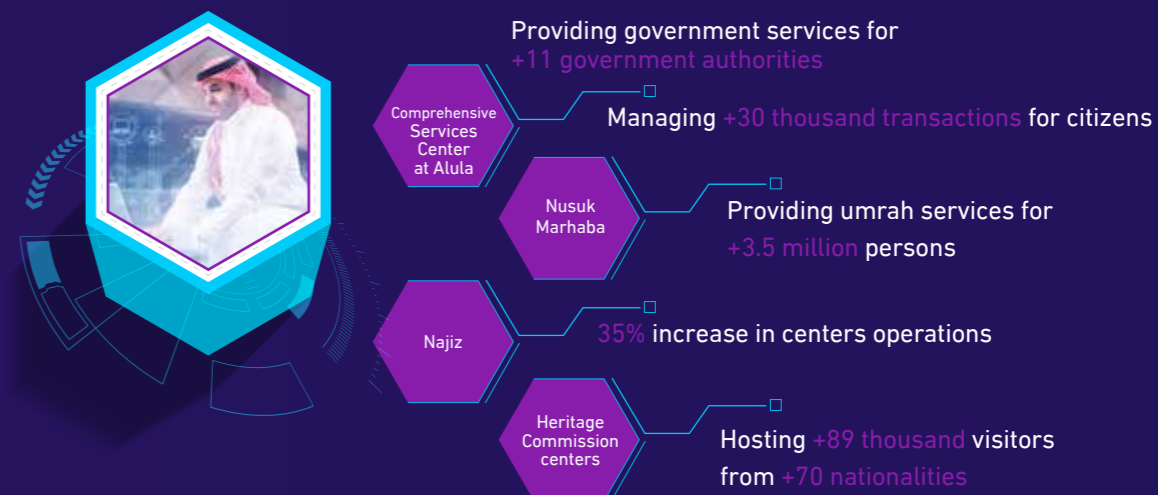 Providing government services for
+11 government authorities
Comprehensive
Services
Center
at Alula
Managing +30 thousand transactions for citizens
Nusuk
Marhaba
Providing umrah services for
+3.5 million persons
Najiz
35% increase in centers operations
Heritage
Commission
centers
Hosting +89 thousand visitors
from +70 nationalities